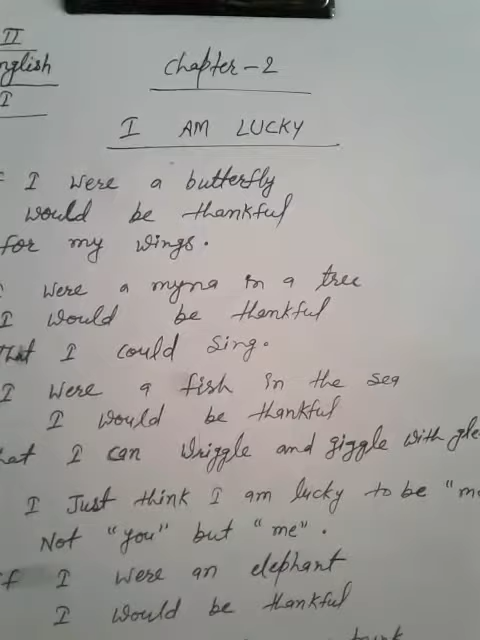 II
nglish
I
Chapter-2
I AM LUCKY
f I were a butterfly
would be thankful
for my wings.
I were a myna in a tree
I would be thankful
That I could sing.
I were a fish in the sea
I would be thankful
hat I can wriggle and giggle with gle
I Just think I am lucky to be "m
Not "you" but "me".
If I were an elephant
I would be thankful